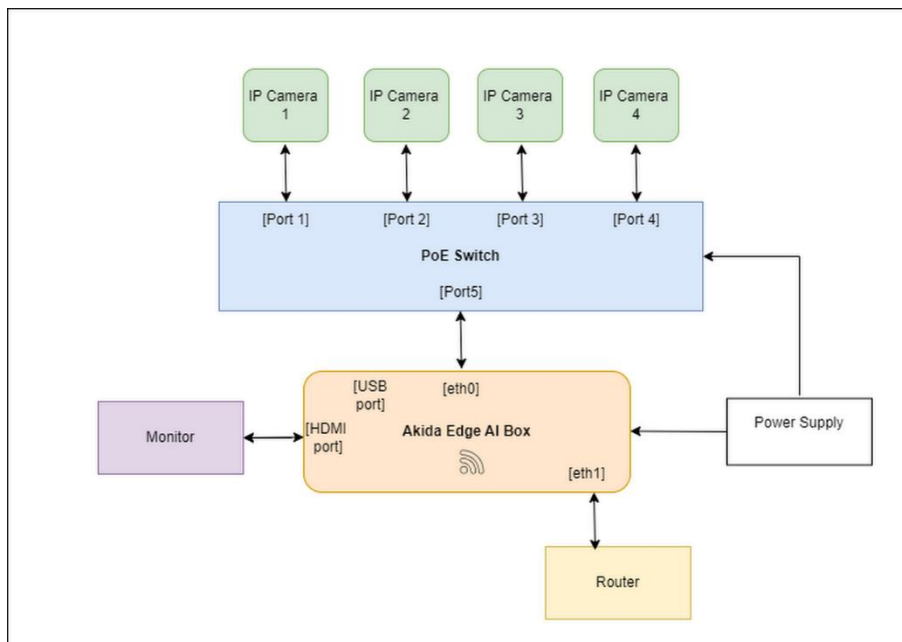 IP Camera
1
IP Camera
2
IP Camera
3
IP Camera
4
[Port 1]
[Port 2]
[Port 3]
[Port 4]
PoE Switch
[Port5]
[USB
port]
[eth0]
[HDMI
port]
Akida Edge AI Box
[eth1]
Monitor
Power Supply
Router